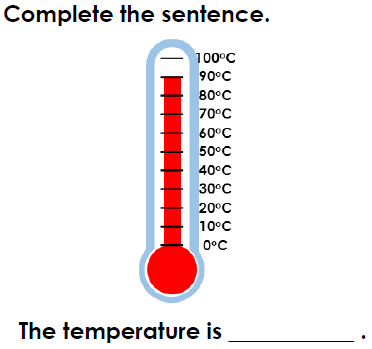 Complete the sentence.
100°C
90°C
80°C
70°C
60°C
50°C
40°C
30°C
20°C
10°C
0°C
The temperature is ___________ .